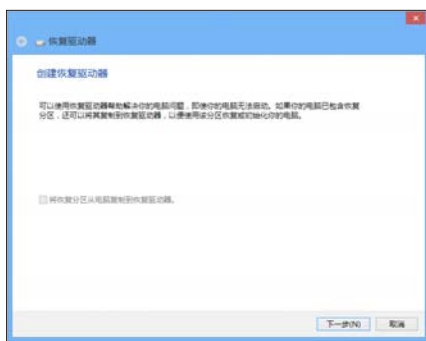 恢复驱动器
创建恢复驱动器
可以使用恢复驱动器帮助解决你的电脑问题，即使你的电脑无法启动。如果你的电脑已包含恢复
分区，还可以将其复制到恢复驱动器，以便使用该分区恢复或初始化你的电脑。
将恢复分区从电脑复制到恢复驱动器。
下一步(N)
取消